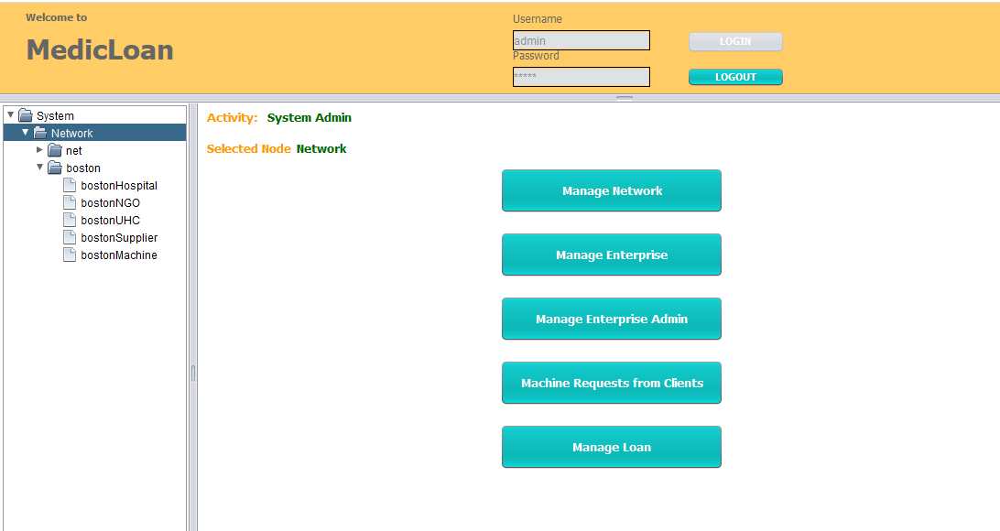 Welcome to
MedicLoan
Username
admin
LOGIN
Password
*****
LOGOUT
System
Network
net
boston
bostonHospital
bostonNGO
bostonUHC
bostonSupplier
bostonMachine
Activity: System Admin
Selected Node Network
Manage Network
Manage Enterprise
Manage Enterprise Admin
Machine Requests from Clients
Manage Loan